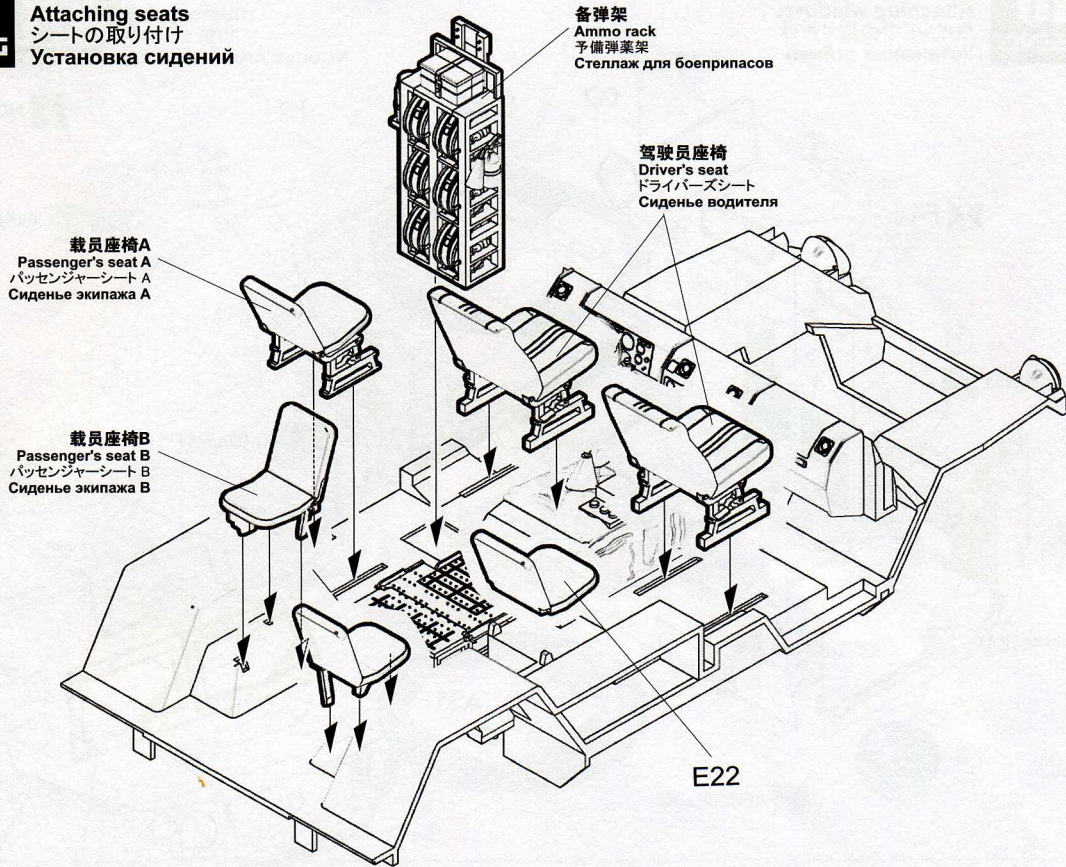 Attaching seats
シートの取り付け
Установка сидений
备弹架
Ammo rack
予備弾薬架
Стеллаж для боеприпасов
驾驶员座椅
Driver's seat
ドライバーズシート
Сиденье водителя
载员座椅A
Passenger's seat A
パッセンジャーシート A
Сиденье экипажа A
载员座椅B
Passenger's seat B
パッセンジャーシート B
Сиденье экипажа B
E22